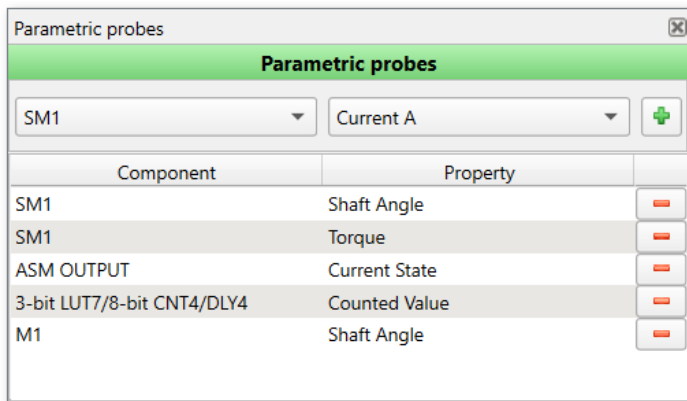 Parametric probes
Parametric probes
SM1 Current A
Component Property
SM1 Shaft Angle
SM1 Torque
ASM OUTPUT Current State
3-bit LUT7/8-bit CNT4/DLY4 Counted Value
M1 Shaft Angle